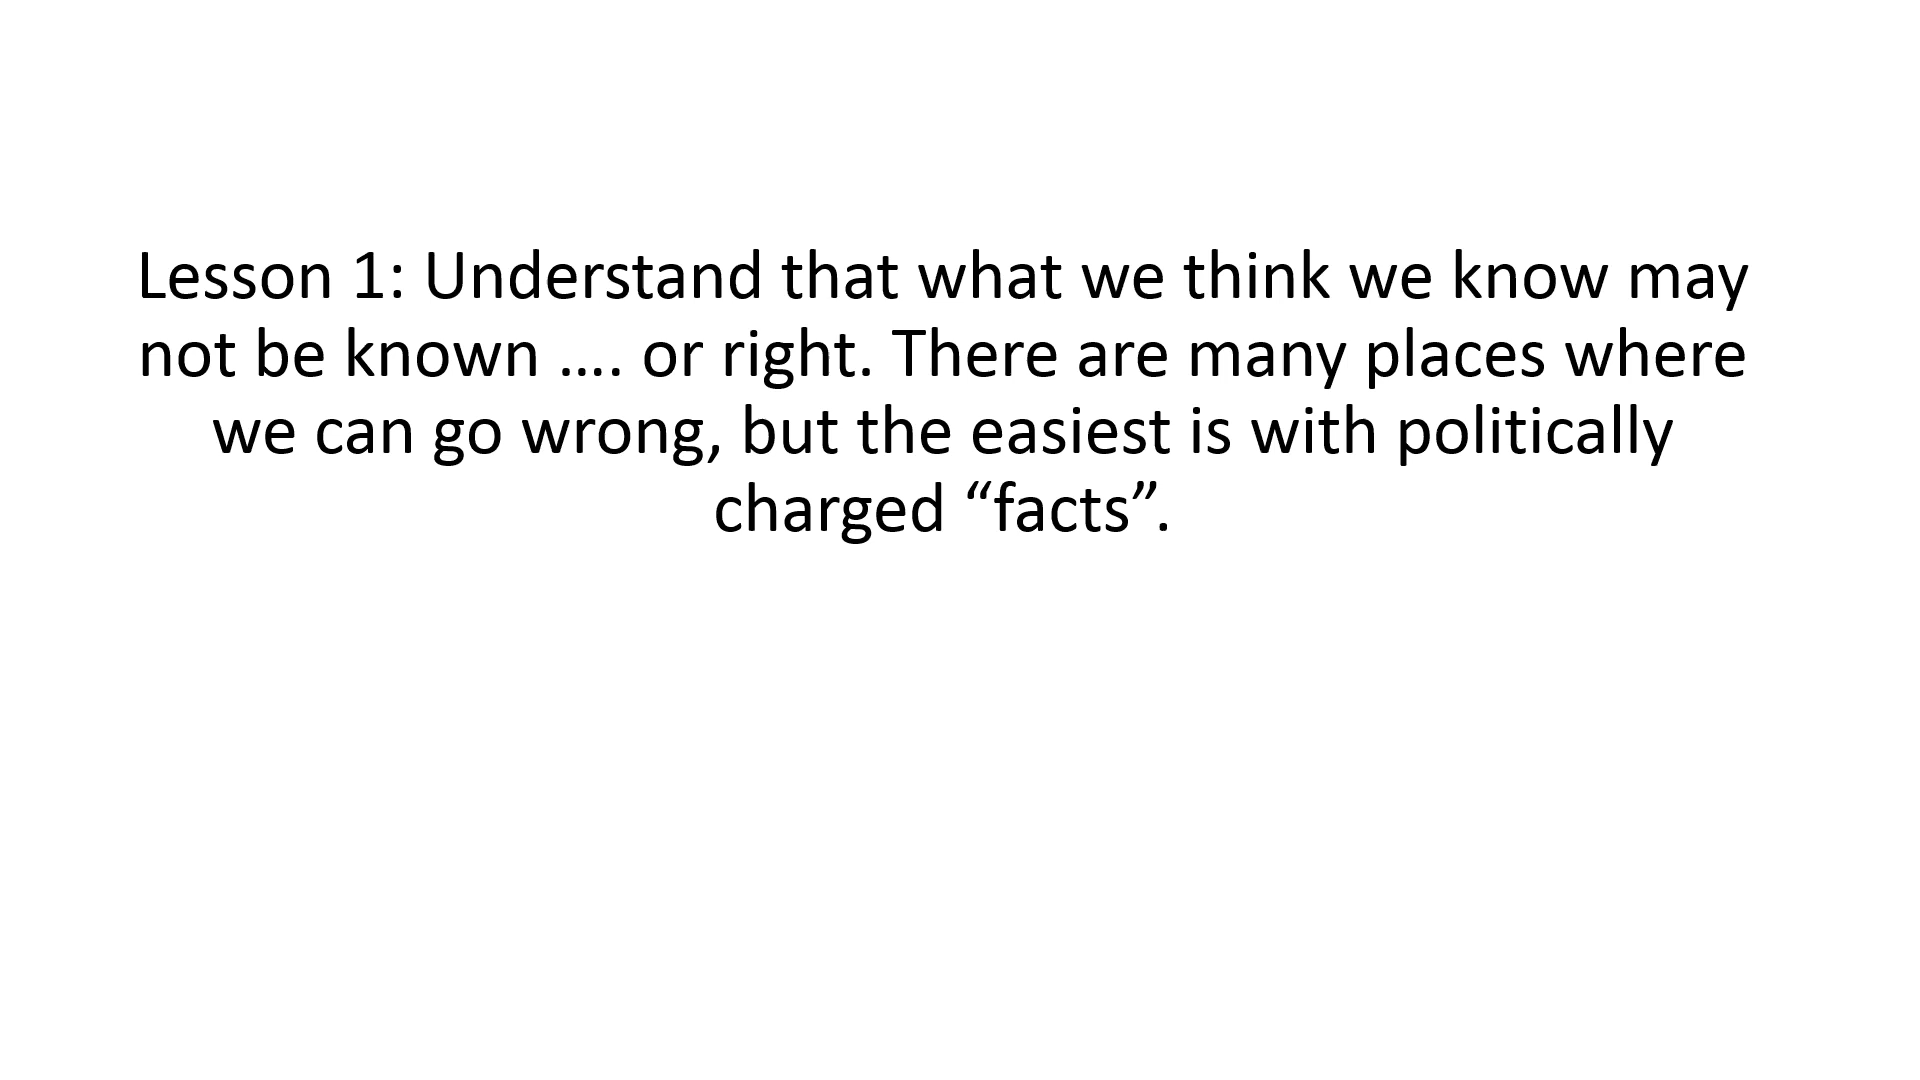 Lesson 1: Understand that what we think we know may
not be known …. or right. There are many places where
we can go wrong, but the easiest is with politically
charged “facts”.